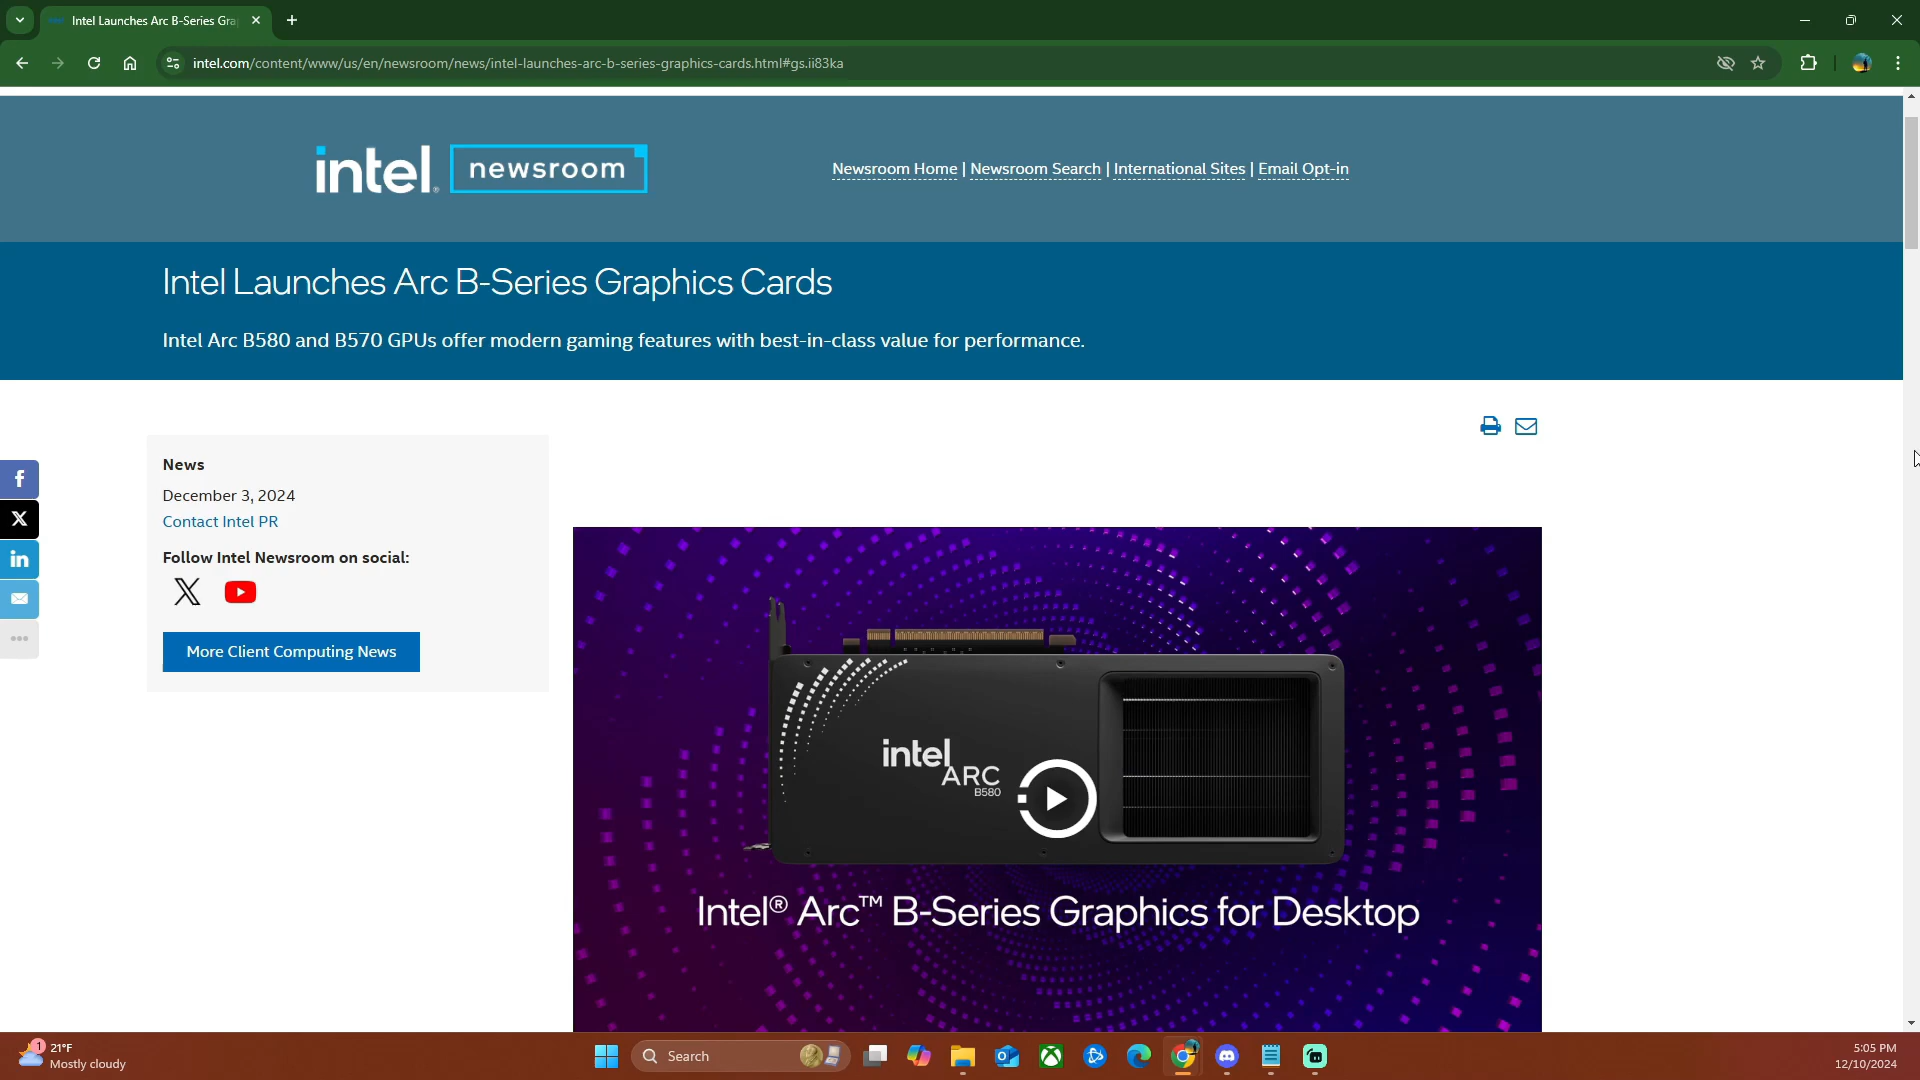 Intel Launches Arc B-Series Gra
intel.com/content/www/us/en/newsroom/news/intel-launches-arc-b-series-graphics-cards.html#gs.ii83ka
intel. newsroom
Newsroom Home | Newsroom Search | International Sites | Email Opt-in
Intel Launches Arc B-Series Graphics Cards
Intel Arc B580 and B570 GPUs offer modern gaming features with best-in-class value for performance.
News
December 3, 2024
Contact Intel PR
Follow Intel Newsroom on social:
More Client Computing News
intel
ARC
B580
Intel® Arc™ B-Series Graphics for Desktop
1
21°F
Mostly cloudy
Search
5:05 PM
12/10/2024